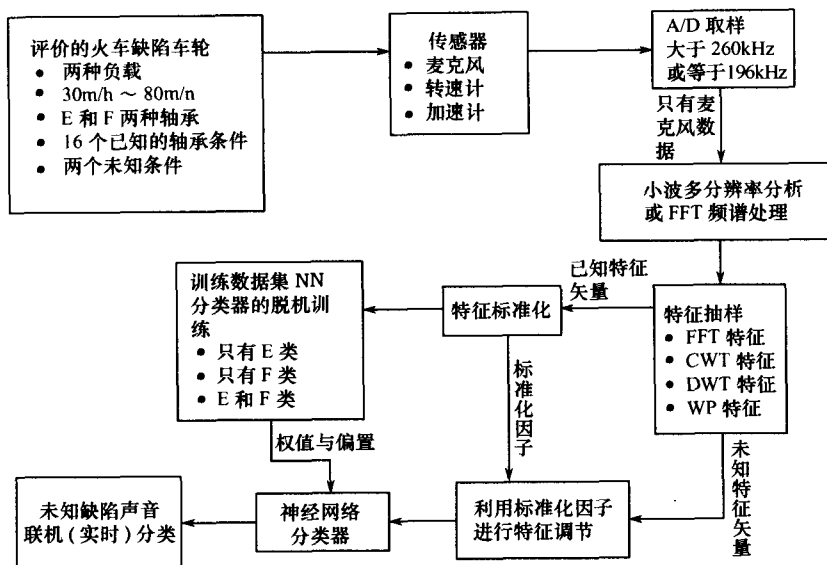 评价的火车缺陷车轮
● 两种负载
● 30m/h ~ 80m/n
● E 和 F 两种轴承
● 16 个已知的轴承条件
● 两个未知条件
传感器
● 麦克风
● 转速计
● 加速计
A/D 取样
大于 260kHz
或等于196kHz
只有麦
克风数
据
小波多分辨率分析
或 FFT 频谱处理
训练数据集 NN
分类器的脱机训
练
● 只有 E 类
● 只有 F 类
● E 和 F 类
特征标准化
已知特征
矢量
特征抽样
● FFT 特征
● CWT 特征
● DWT 特征
● WP 特征
标准化因子
权值与偏置
未知特征矢量
未知缺陷声音
联机(实时)分类
神经网络
分类器
利用标准化因子
进行特征调节